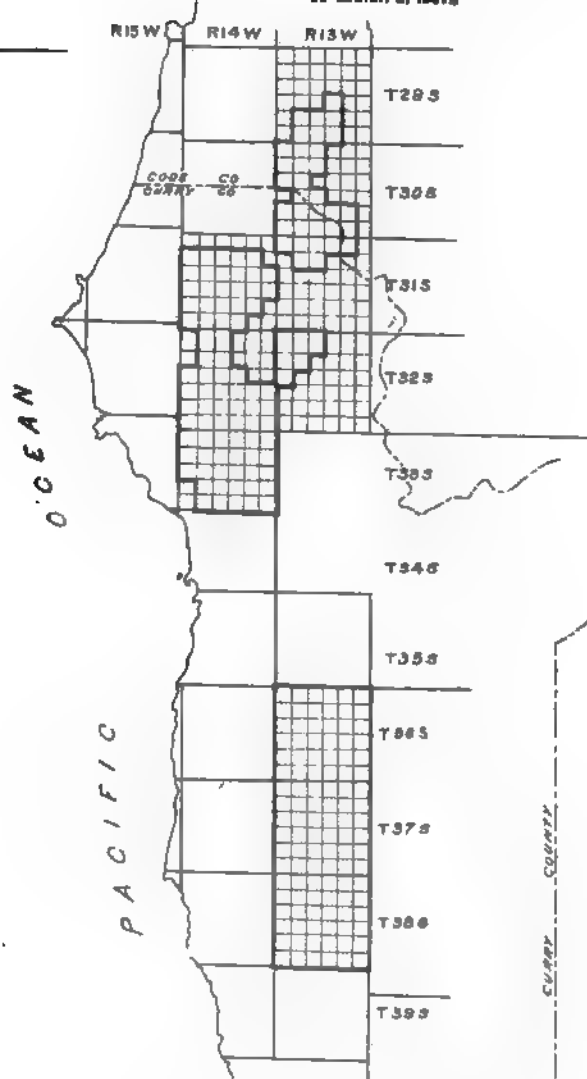 R15W R14W R13W
T29S
COOS CO
CURRY CO
T30S
T31S
T32S
T33S
T34S
T35S
T36S
T37S
T38S
T39S
OCEAN
PACIFIC
CURRY COUNTY